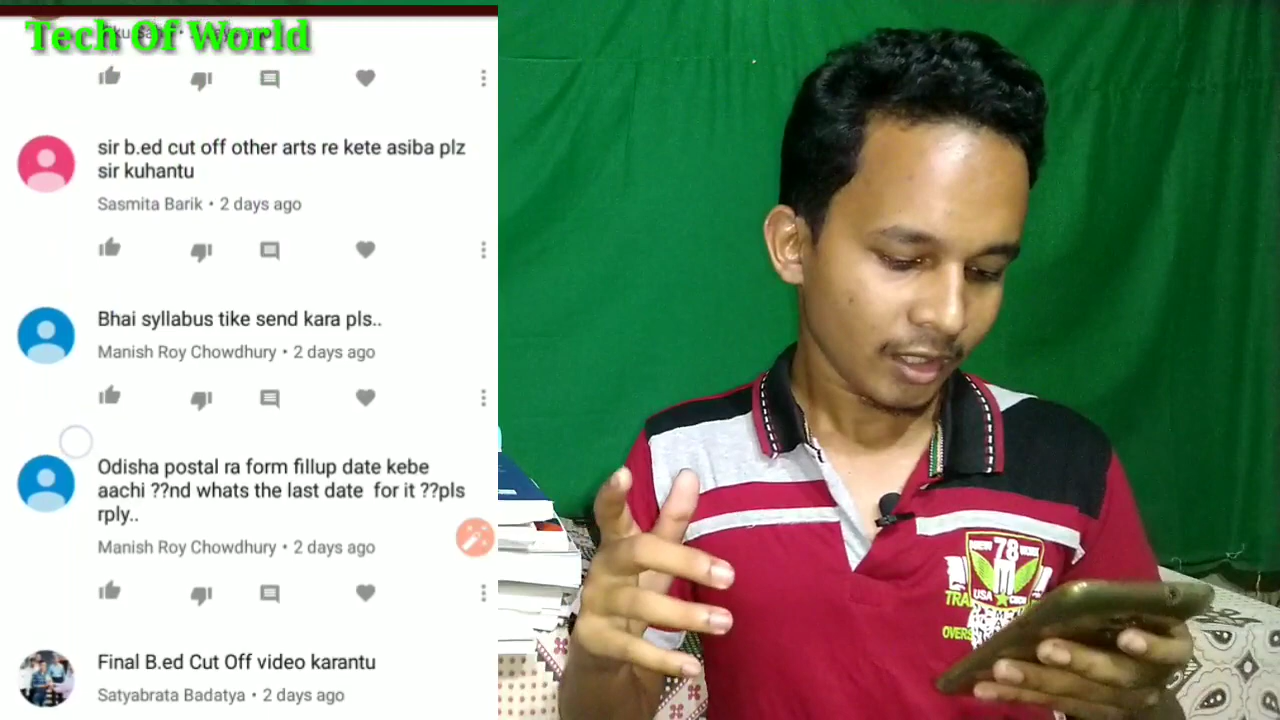 Tech Of World
sir b.ed cut off other arts re kete asiba plz
sir kuhantu
Sasmita Barik • 2 days ago
Bhai syllabus tike send kara pls..
Manish Roy Chowdhury • 2 days ago
Odisha postal ra form fillup date kebe
aachi ??nd whats the last date for it ??pls
rply..
Manish Roy Chowdhury • 2 days ago
Final B.ed Cut Off video karantu
Satyabrata Badatya • 2 days ago
78
USA